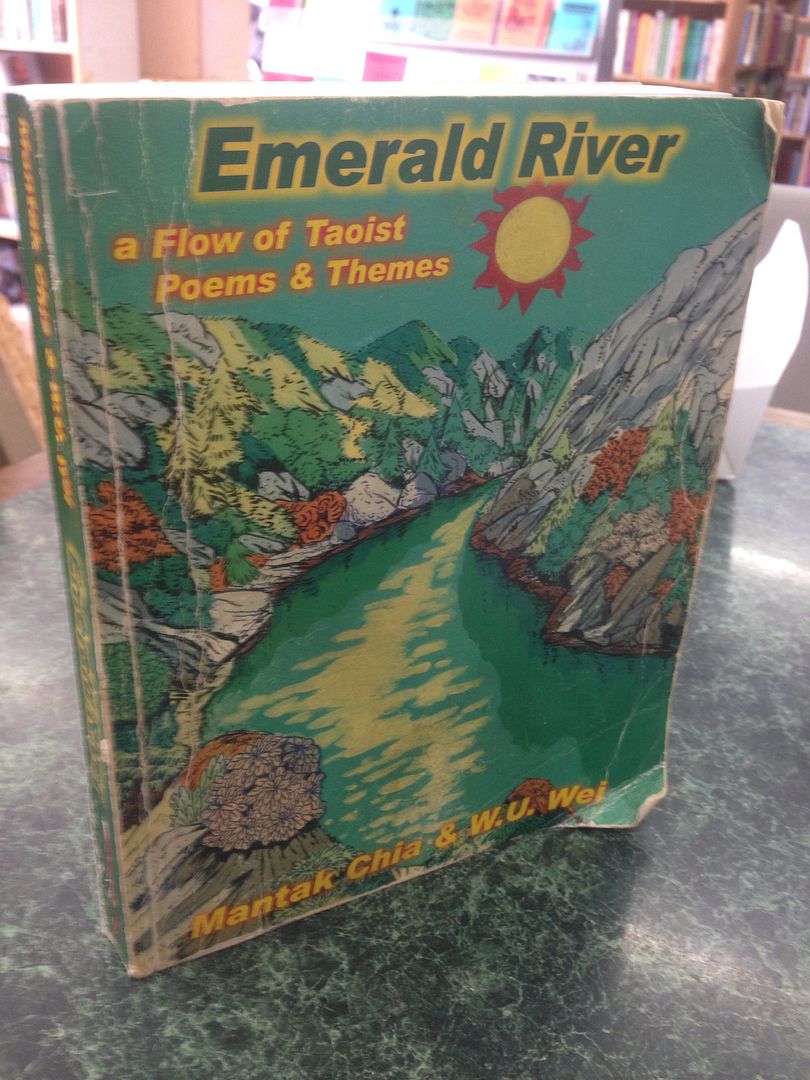 Emerald River
a Flow of Taoist
Poems & Themes
Mantak Chia & W.U. Wei